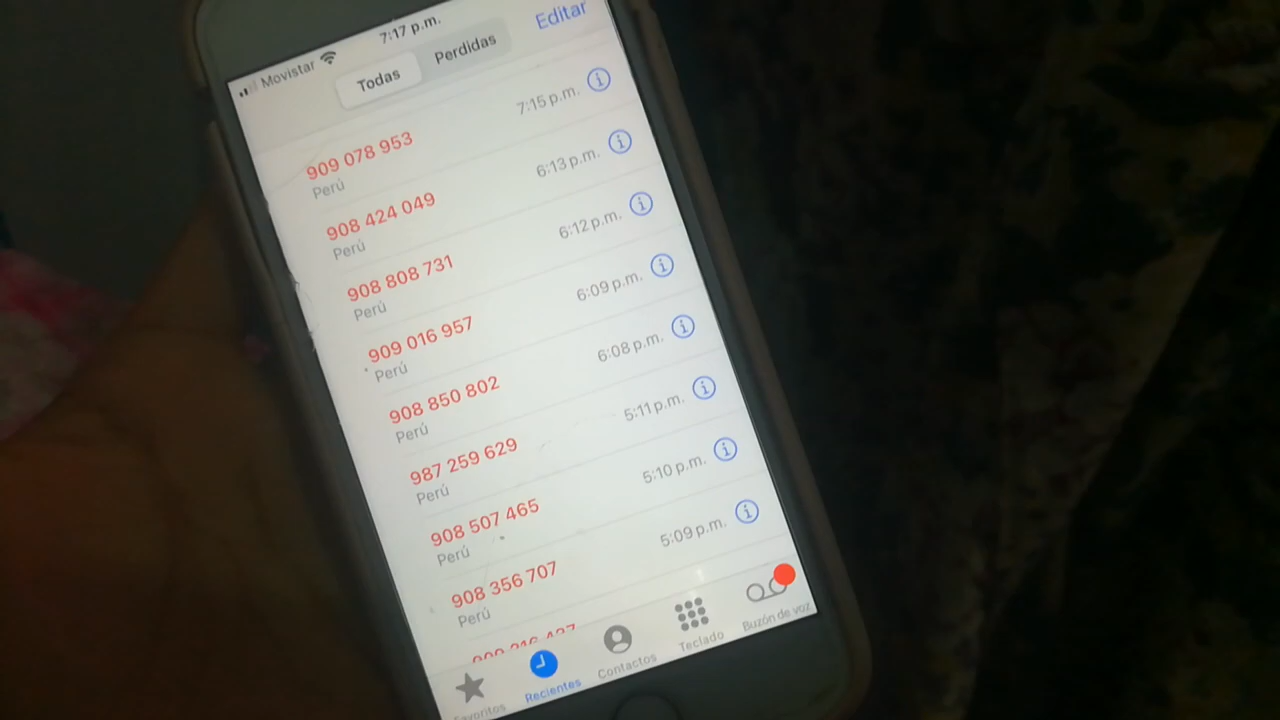 Movistar 7:17 p.m.
Todas Perdidas Editar
909 078 953 7:15 p.m.
Perú
908 424 049 6:13 p.m.
Perú
908 808 731 6:12 p.m.
Perú
909 016 957 6:09 p.m.
Perú
908 850 802 6:08 p.m.
Perú
987 259 629 5:11 p.m.
Perú
908 507 465 5:10 p.m.
Perú
908 356 707 5:09 p.m.
Perú
Favoritos Recientes Contactos Teclado Buzón de voz